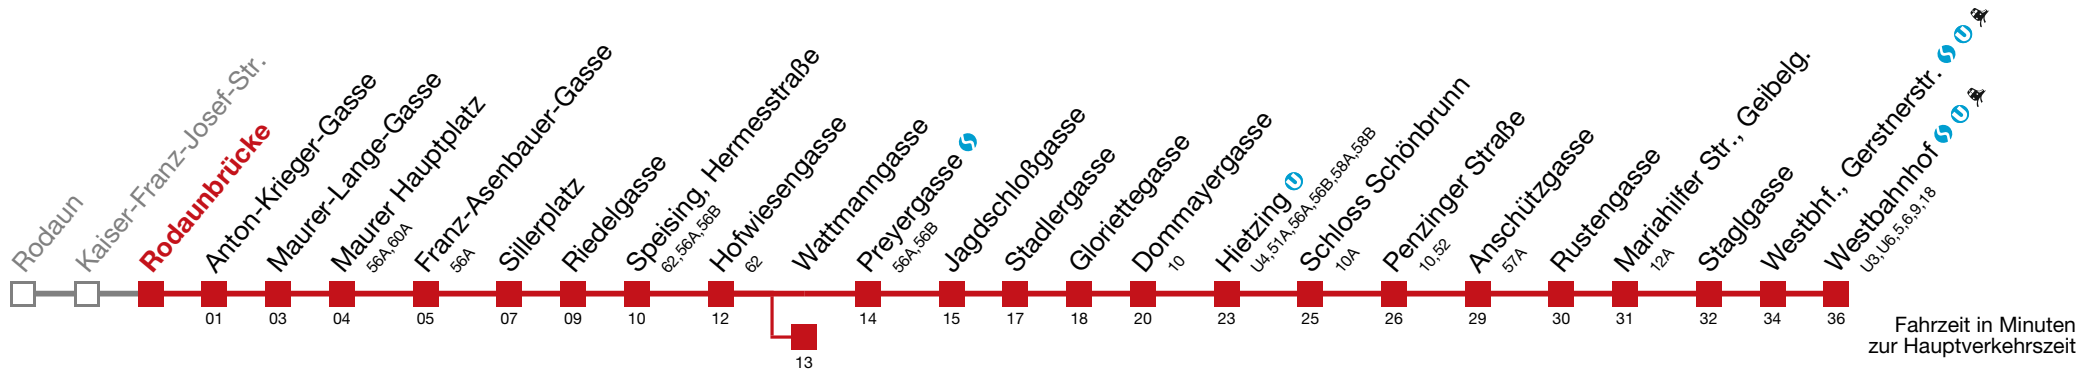 Rodaun
Kaiser-Franz-Josef-Str.
Rodaunbrücke
Anton-Krieger-Gasse
01
Maurer-Lange-Gasse
03
Maurer Hauptplatz
56A,60A
04
Franz-Asenbauer-Gasse
56A
05
Sillerplatz
07
Riedelgasse
09
Speising, Hermesstraße
62,56A,56B
10
Hofwiesengasse
62
12
Wattmanngasse
13
Preyergasse
56A,56B
14
Jagdschloßgasse
15
Stadlergasse
17
Gloriettegasse
18
Dommayergasse
10
20
Hietzing U
U4,51A,56A,56B,58A,58B
23
Schloss Schönbrunn
10A
25
Penzinger Straße
10,52
26
Anschützgasse
57A
29
Rustengasse
30
Mariahilfer Str., Geibelg.
12A
31
Staglgasse
32
Westbhf., Gerstnerstr. U
34
Westbahnhof U
U3,U6,5,6,9,18
36
Fahrzeit in Minuten
zur Hauptverkehrszeit